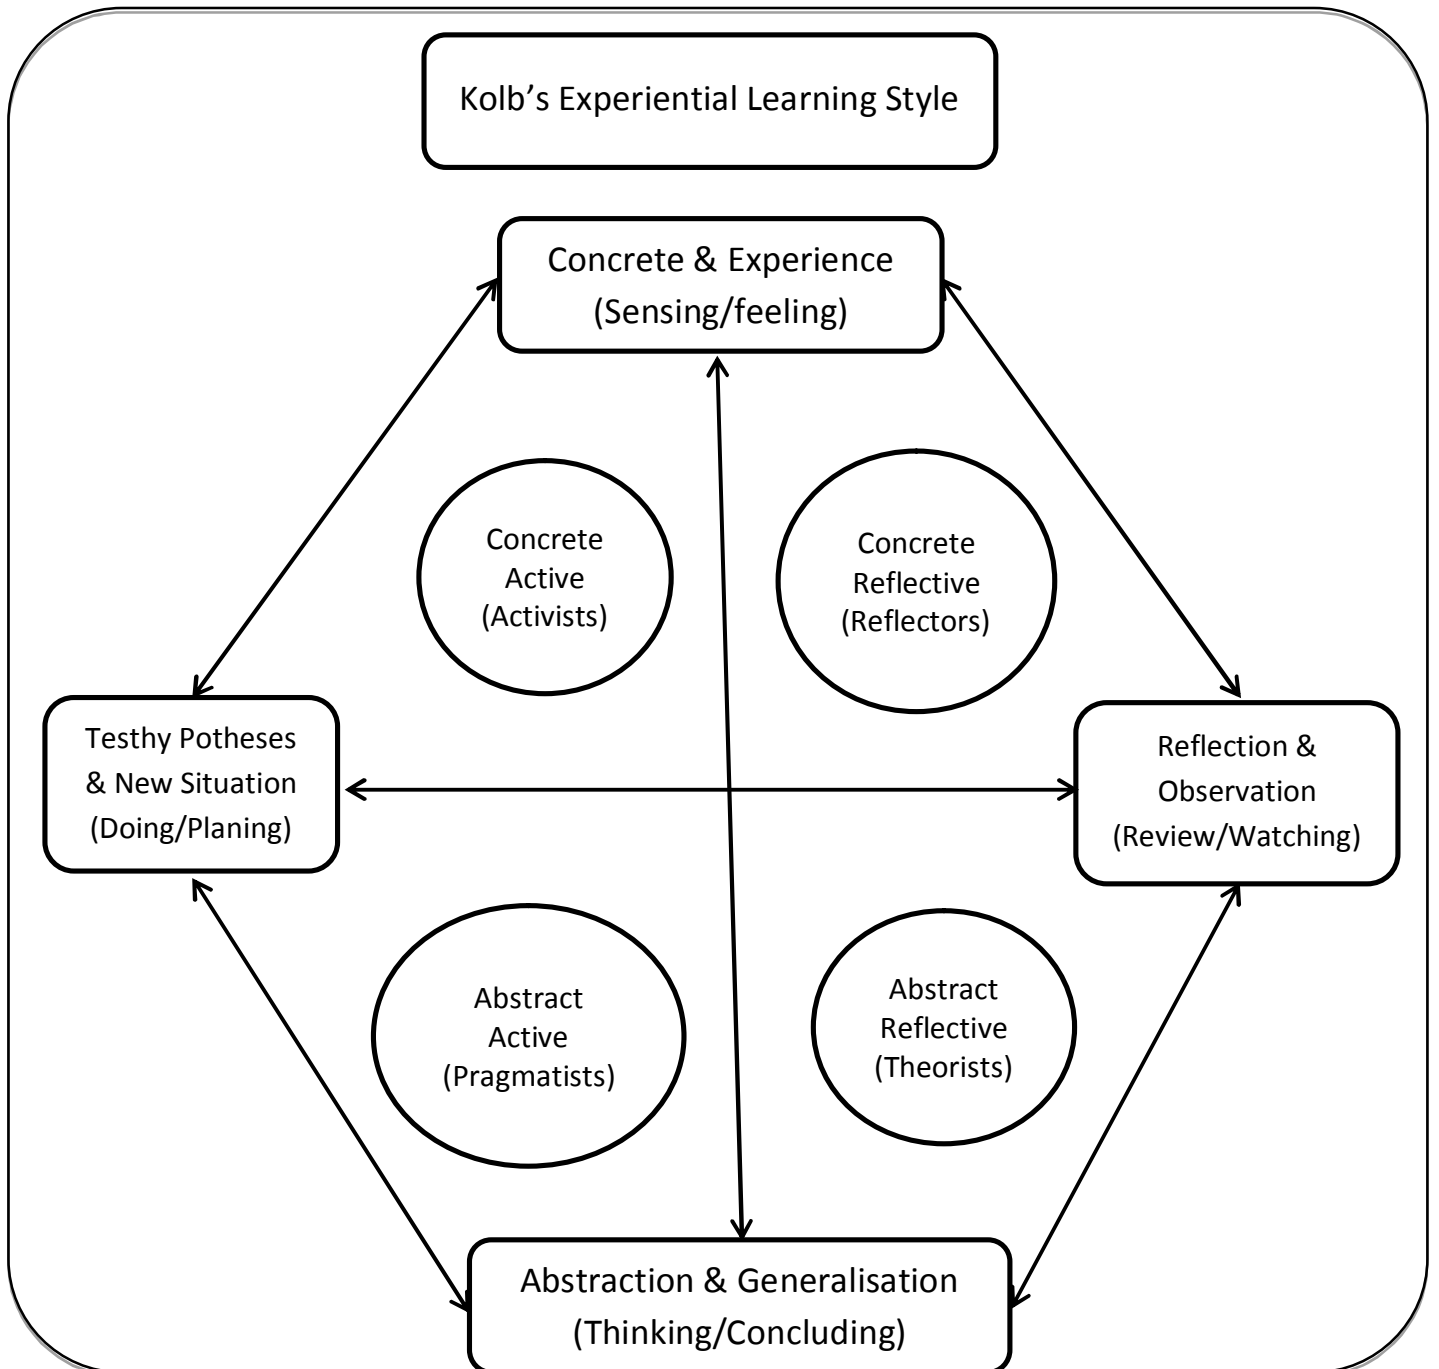 Kolb’s Experiential Learning Style
Concrete & Experience
(Sensing/feeling)
Concrete
Active
(Activists)
Concrete
Reflective
(Reflectors)
Testhy Potheses
& New Situation
(Doing/Planing)
Reflection &
Observation
(Review/Watching)
Abstract
Active
(Pragmatists)
Abstract
Reflective
(Theorists)
Abstraction & Generalisation
(Thinking/Concluding)